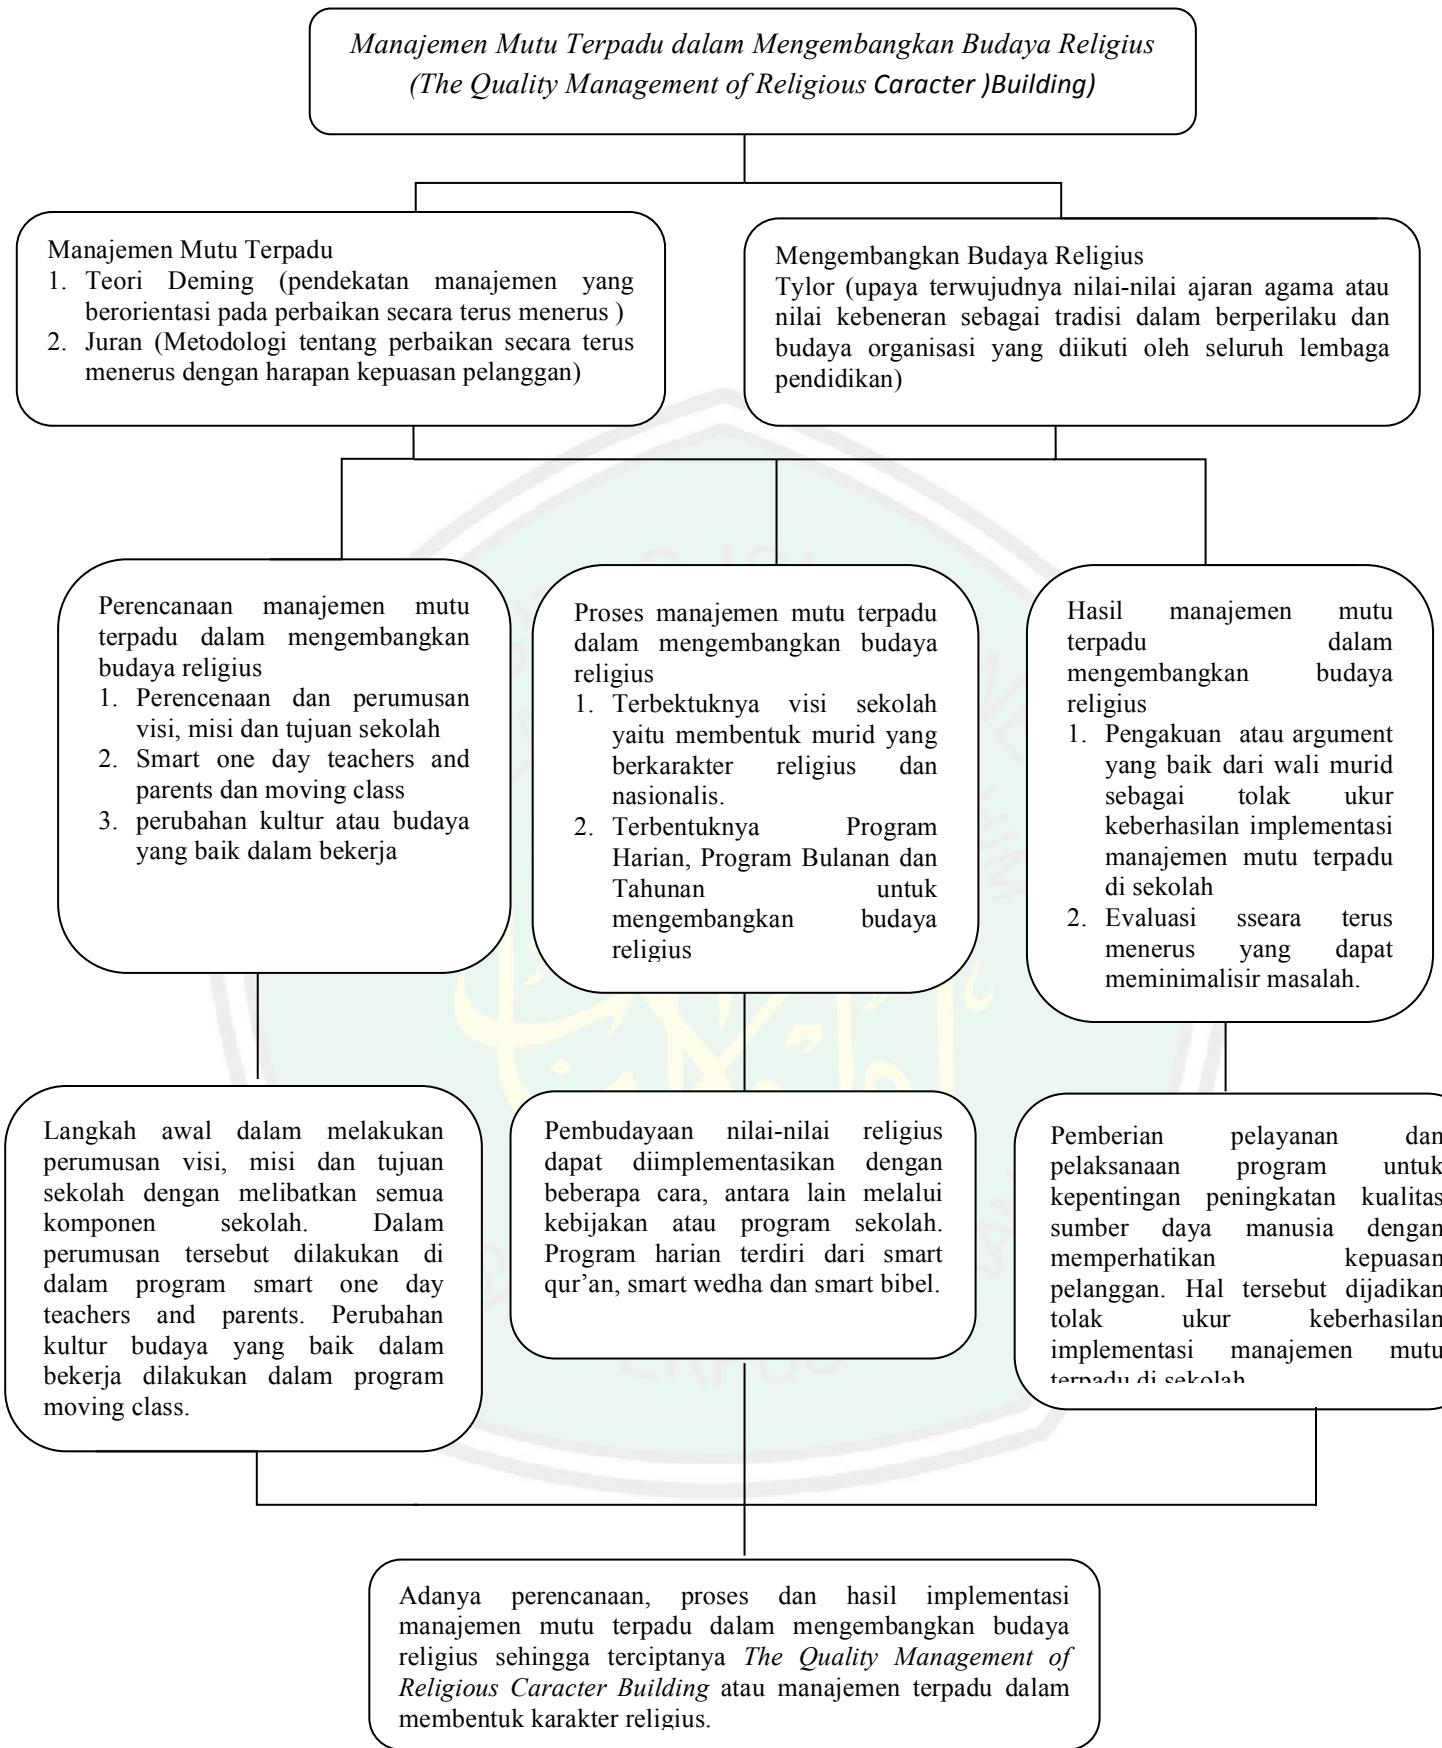 Manajemen Mutu Terpadu dalam Mengembangkan Budaya Religius
(The Quality Management of Religious Caracter )Building)
Manajemen Mutu Terpadu
1. Teori Deming (pendekatan manajemen yang
berorientasi pada perbaikan secara terus menerus )
2. Juran (Metodologi tentang perbaikan secara terus
menerus dengan harapan kepuasan pelanggan)
Mengembangkan Budaya Religius
Tylor (upaya terwujudnya nilai-nilai ajaran agama atau
nilai kebeneran sebagai tradisi dalam berperilaku dan
budaya organisasi yang diikuti oleh seluruh lembaga
pendidikan)
Perencanaan manajemen mutu
terpadu dalam mengembangkan
budaya religius
1. Perencenaan dan perumusan
visi, misi dan tujuan sekolah
2. Smart one day teachers and
parents dan moving class
3. perubahan kultur atau budaya
yang baik dalam bekerja
Proses manajemen mutu terpadu
dalam mengembangkan budaya
religius
1. Terbektuknya visi sekolah
yaitu membentuk murid yang
berkarakter religius dan
nasionalis.
2. Terbentuknya Program
Harian, Program Bulanan dan
Tahunan untuk
mengembangkan budaya
religius
Hasil manajemen mutu
terpadu dalam
mengembangkan budaya
religius
1. Pengakuan atau argument
yang baik dari wali murid
sebagai tolak ukur
keberhasilan implementasi
manajemen mutu terpadu
di sekolah
2. Evaluasi sseara terus
menerus yang dapat
meminimalisir masalah.
Langkah awal dalam melakukan
perumusan visi, misi dan tujuan
sekolah dengan melibatkan semua
komponen sekolah. Dalam
perumusan tersebut dilakukan di
dalam program smart one day
teachers and parents. Perubahan
kultur budaya yang baik dalam
bekerja dilakukan dalam program
moving class.
Pembudayaan nilai-nilai religius
dapat diimplementasikan dengan
beberapa cara, antara lain melalui
kebijakan atau program sekolah.
Program harian terdiri dari smart
qur’an, smart wedha dan smart bibel.
Pemberian pelayanan dan
pelaksanaan program untuk
kepentingan peningkatan kualitas
sumber daya manusia dengan
memperhatikan kepuasan
pelanggan. Hal tersebut dijadikan
tolak ukur keberhasilan
implementasi manajemen mutu
terpadu di sekolah
Adanya perencanaan, proses dan hasil implementasi
manajemen mutu terpadu dalam mengembangkan budaya
religius sehingga terciptanya The Quality Management of
Religious Caracter Building atau manajemen terpadu dalam
membentuk karakter religius.